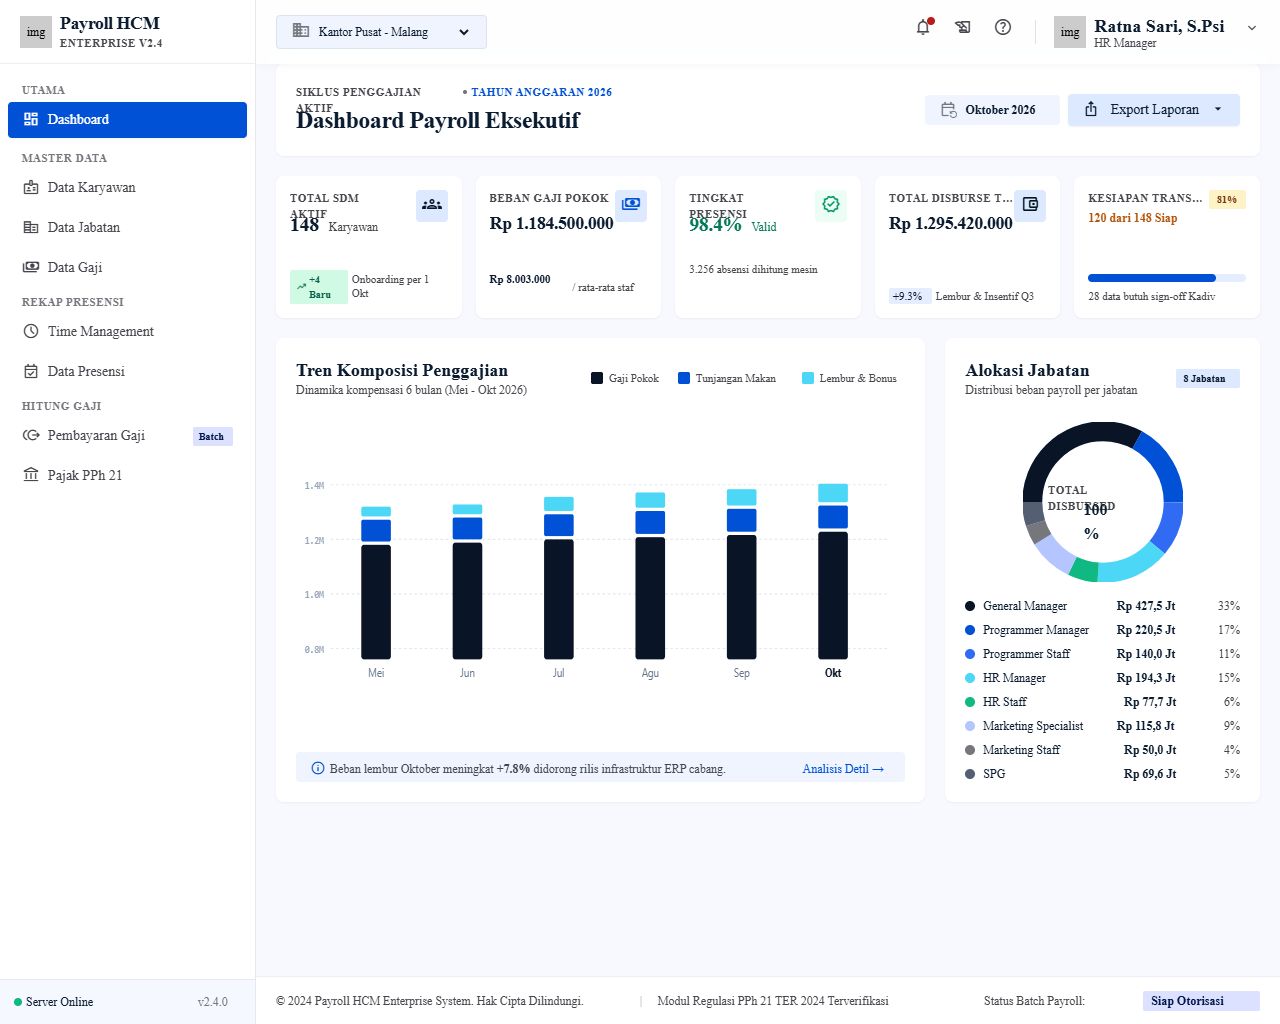 img
Payroll HCM
ENTERPRISE V2.4
UTAMA
Dashboard
MASTER DATA
Data Karyawan
Data Jabatan
Data Gaji
REKAP PRESENSI
Time Management
Data Presensi
HITUNG GAJI
Pembayaran Gaji
Batch
Pajak PPh 21
Server Online
v2.4.0
Kantor Pusat - Malang
img
Ratna Sari, S.Psi
HR Manager
SIKLUS PENGGAJIAN AKTIF
• TAHUN ANGGARAN 2026
Dashboard Payroll Eksekutif
Oktober 2026
Export Laporan
TOTAL SDM AKTIF
148 Karyawan
+4 Baru
Onboarding per 1 Okt
BEBAN GAJI POKOK
Rp 1.184.500.000
Rp 8.003.000
/ rata-rata staf
TINGKAT PRESENSI
98.4% Valid
3.256 absensi dihitung mesin
TOTAL DISBURSE T...
Rp 1.295.420.000
+9.3% Lembur & Insentif Q3
KESIAPAN TRANS...
81%
120 dari 148 Siap
28 data butuh sign-off Kadiv
Tren Komposisi Penggajian
Dinamika kompensasi 6 bulan (Mei - Okt 2026)
Gaji Pokok
Tunjangan Makan
Lembur & Bonus
1.4M
1.2M
1.0M
0.8M
Mei
Jun
Jul
Agu
Sep
Okt
Beban lembur Oktober meningkat +7.8% didorong rilis infrastruktur ERP cabang.
Analisis Detil →
Alokasi Jabatan
Distribusi beban payroll per jabatan
8 Jabatan
TOTAL DISBURSED
100 %
General Manager Rp 427,5 Jt 33%
Programmer Manager Rp 220,5 Jt 17%
Programmer Staff Rp 140,0 Jt 11%
HR Manager Rp 194,3 Jt 15%
HR Staff Rp 77,7 Jt 6%
Marketing Specialist Rp 115,8 Jt 9%
Marketing Staff Rp 50,0 Jt 4%
SPG Rp 69,6 Jt 5%
© 2024 Payroll HCM Enterprise System. Hak Cipta Dilindungi.
|
Modul Regulasi PPh 21 TER 2024 Terverifikasi
Status Batch Payroll:
Siap Otorisasi